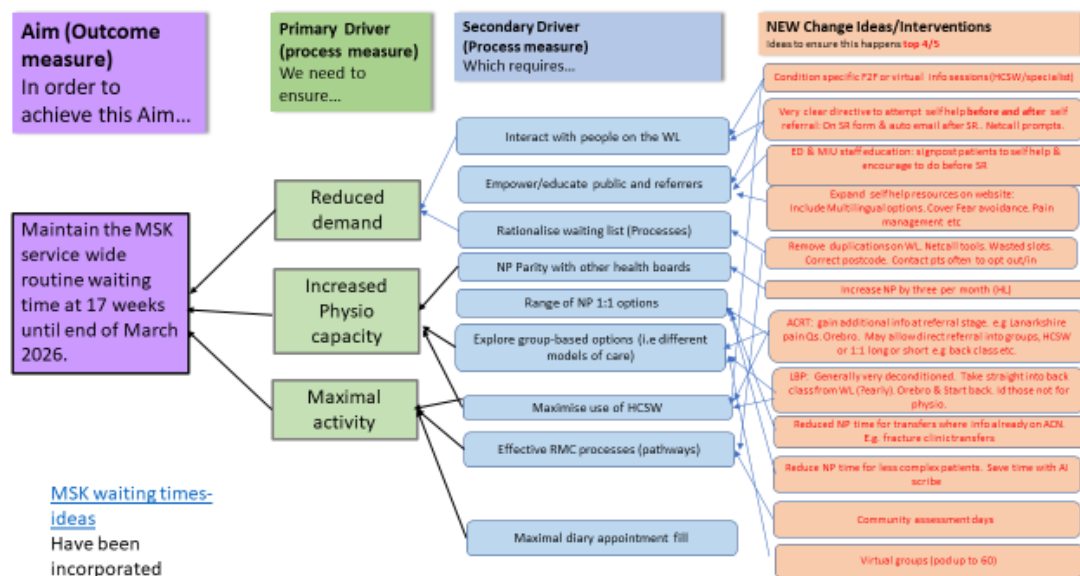 Aim (Outcome
measure)
In order to
achieve this Aim…
Primary Driver
(process measure)
We need to
ensure…
Secondary Driver
(Process measure)
Which requires…
NEW Change Ideas/Interventions
Ideas to ensure this happens top 4/5
Maintain the MSK
service wide
routine waiting
time at 17 weeks
until end of March
2026.
Reduced
demand
Increased
Physio
capacity
Maximal
activity
Interact with people on the WL
Empower/educate public and referrers
Rationalise waiting list (Processes)
NP Parity with other health boards
Range of NP 1:1 options
Explore group-based options (i.e different
models of care)
Maximise use of HCSW
Effective RMC processes (pathways)
Maximal diary appointment fill
Condition specific F2F or virtual info sessions (HCSW/specialist)
Very clear directive to attempt self help before and after self
referral: On SR form & auto email after SR.. Netcall prompts.
ED & MIU staff education: signpost patients to self help &
encourage to do before SR
Expand self help resources on website:
Include Multilingual options. Cover Fear avoidance. Pain
management etc
Remove duplications on WL. Netcall tools. Wasted slots.
Correct postcode. Contact pts often to opt out/in
Increase NP by three per month (HL)
ACRT: gain additional info at referral stage. e.g Lanarkshire
pain Qs. Orebro. May allow direct referral into groups, HCSW
or 1:1 long or short e.g. back class etc.
LBP: Generally very deconditioned. Take straight into back
class from WL (?early). Orebro & Start back. Id those not for
physio.
Reduced NP time for transfers where info already on ACN.
E.g. fracture clinic transfers
Reduce NP time for less complex patients. Save time with AI
scribe
Community assessment days
Virtual groups (pod up to 60)
MSK waiting times-
ideas
Have been
incorporated